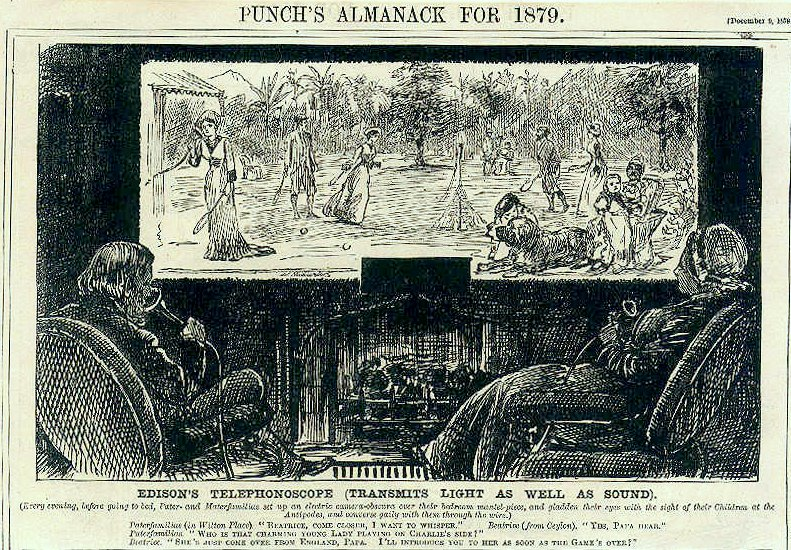 PUNCH'S ALMANACK FOR 1879.
[December 9, 1878
EDISON'S TELEPHONOSCOPE (TRANSMITS LIGHT AS WELL AS SOUND).
(Every evening, before going to bed, Pater- and Materfamilias set up an electric camera-obscura over their bedroom mantel-piece, and gladden their eyes with the sight of their Children at the
Antipodes, and converse gaily with them through the wire.)
Paterfamilias (in Wilton Place). "BEATRICE, COME CLOSER, I WANT TO WHISPER." Beatrice (from Ceylon). "YES, PAPA DEAR."
Paterfamilias. "WHO IS THAT CHARMING YOUNG LADY PLAYING ON CHARLIE'S SIDE?"
Beatrice. "SHE'S JUST COME OVER FROM ENGLAND, PAPA. I'LL INTRODUCE YOU TO HER AS SOON AS THE GAME'S OVER?"